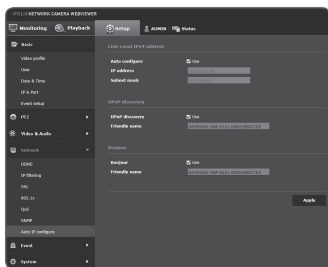 iPOLiS NETWORK CAMERA WEBVIEWER
Monitoring
Playback
Setup
ADMIN
Status
Basic
Video profile
User
Date & Time
IP & Port
Event setup
PTZ
Video & Audio
Network
DDNS
IP filtering
SSL
802.1x
QoS
SNMP
Auto IP configure
Event
System
Link-Local IPv4 address
Auto configure
Use
IP address
Subnet mask
UPnP discovery
UPnP discovery
Use
Friendly name
Bonjour
Bonjour
Use
Friendly name
Apply